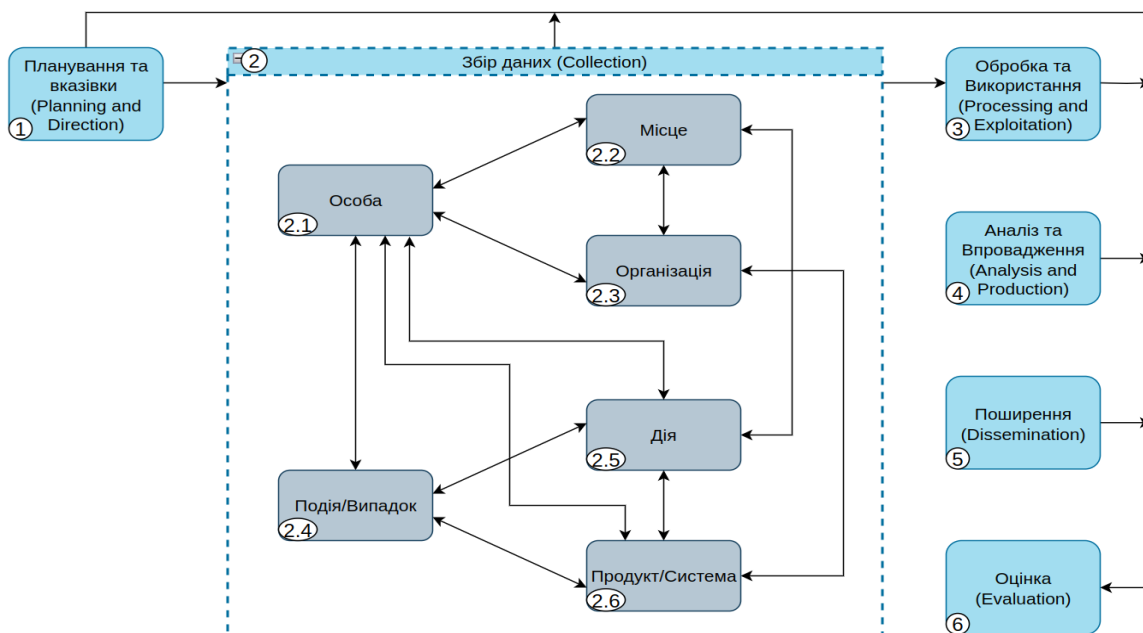 Планування та
вказівки
(Planning and
Direction)
1
2
Збір даних (Collection)
Обробка та
Використання
(Processing and
Exploitation)
3
Місце
2.2
Особа
2.1
Організація
2.3
Аналіз та
Впровадження
(Analysis and
Production)
4
Дія
2.5
Поширення
(Dissemination)
5
Подія/Випадок
2.4
Продукт/Система
2.6
Оцінка
(Evaluation)
6